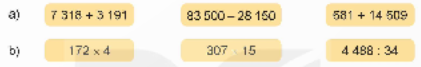 a) 7 318 + 3 191 83 500 – 28 150 581 + 14 509
b) 172 x 4 307 15 4 488 : 34